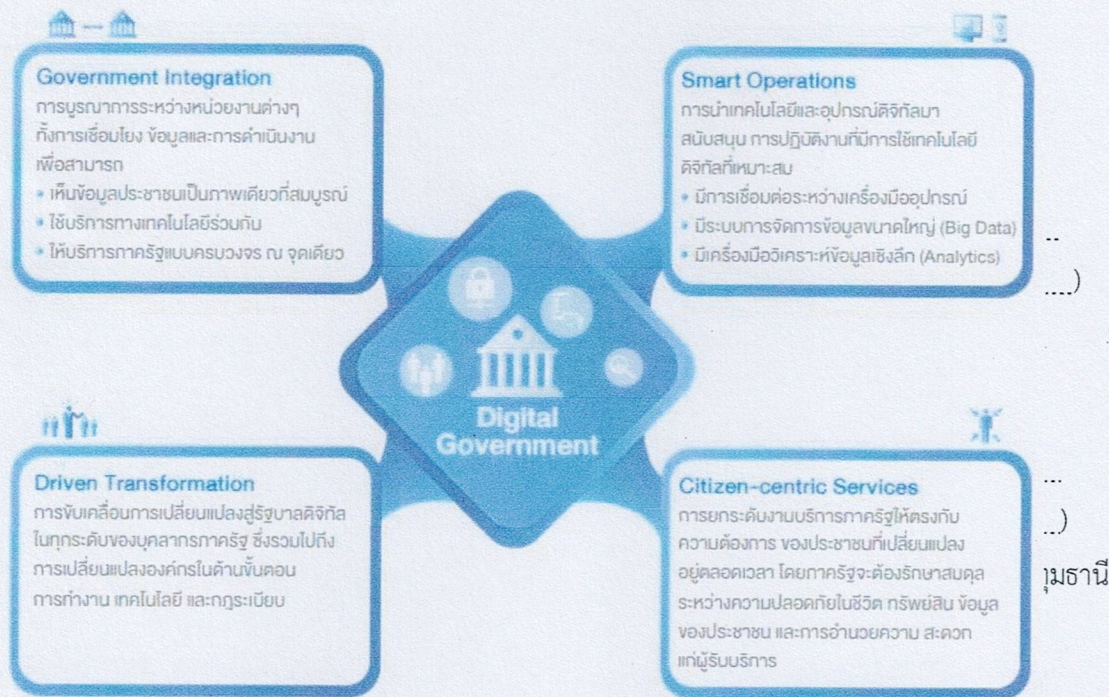 Government Integration
การบูรณาการระหว่างหน่วยงานต่างๆ
ทั้งการเชื่อมโยง ข้อมูลและการดำเนินงาน
เพื่อสามารถ
• เห็นข้อมูลประชาชนเป็นภาพเดียวที่สมบูรณ์
• ใช้บริการทางเทคโนโลยีร่วมกัน
• ให้บริการภาครัฐแบบครบวงจร ณ จุดเดียว
Smart Operations
การนำเทคโนโลยีและอุปกรณ์ดิจิทัลมา
สนับสนุน การปฏิบัติงานที่มีการใช้เทคโนโลยี
ดิจิทัลที่เหมาะสม
• มีการเชื่อมต่อระหว่างเครื่องมืออุปกรณ์
• มีระบบการจัดการข้อมูลขนาดใหญ่ (Big Data)
• มีเครื่องมือวิเคราะห์ข้อมูลเชิงลึก (Analytics)
..
....)
Digital
Government
Driven Transformation
การขับเคลื่อนการเปลี่ยนแปลงสู่รัฐบาลดิจิทัล
ในทุกระดับของบุคลากรภาครัฐ ซึ่งรวมไปถึง
การเปลี่ยนแปลงองค์กรในด้านขั้นตอน
การทำงาน เทคโนโลยี และกฎระเบียบ
Citizen-centric Services
การยกระดับงานบริการภาครัฐให้ตรงกับ
ความต้องการ ของประชาชนที่เปลี่ยนแปลง
อยู่ตลอดเวลา โดยภาครัฐจะต้องรักษาสมดุล
ระหว่างความปลอดภัยในชีวิต ทรัพย์สิน ข้อมูล
ของประชาชน และการอำนวยความ สะดวก
แก่ผู้รับบริการ
...
...)
ุมธานี